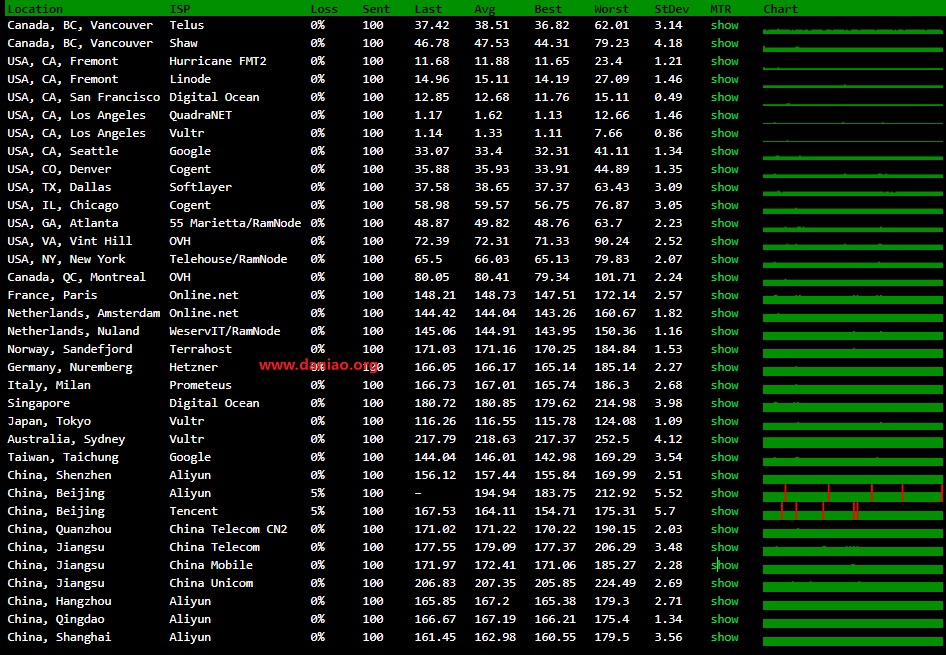 Location ISP Loss Sent Last Avg Best Worst StDev MTR Chart
Canada, BC, Vancouver Telus 0% 100 37.42 38.51 36.82 62.01 3.14 show
Canada, BC, Vancouver Shaw 0% 100 46.78 47.53 44.31 79.23 4.18 show
USA, CA, Fremont Hurricane FMT2 0% 100 11.68 11.88 11.65 23.4 1.21 show
USA, CA, Fremont Linode 0% 100 14.96 15.11 14.19 27.09 1.46 show
USA, CA, San Francisco Digital Ocean 0% 100 12.85 12.68 11.76 15.11 0.49 show
USA, CA, Los Angeles QuadraNET 0% 100 1.17 1.62 1.13 12.66 1.46 show
USA, CA, Los Angeles Vultr 0% 100 1.14 1.33 1.11 7.66 0.86 show
USA, CA, Seattle Google 0% 100 33.07 33.4 32.31 41.11 1.34 show
USA, CO, Denver Cogent 0% 100 35.88 35.93 33.91 44.89 1.35 show
USA, TX, Dallas Softlayer 0% 100 37.58 38.65 37.37 63.43 3.09 show
USA, IL, Chicago Cogent 0% 100 58.98 59.57 56.75 76.87 3.05 show
USA, GA, Atlanta 55 Marietta/RamNode 0% 100 48.87 49.82 48.76 63.7 2.23 show
USA, VA, Vint Hill OVH 0% 100 72.39 72.31 71.33 90.24 2.52 show
USA, NY, New York Telehouse/RamNode 0% 100 65.5 66.03 65.13 79.83 2.07 show
Canada, QC, Montreal OVH 0% 100 80.05 80.41 79.34 101.71 2.24 show
France, Paris Online.net 0% 100 148.21 148.73 147.51 172.14 2.57 show
Netherlands, Amsterdam Online.net 0% 100 144.42 144.04 143.26 160.67 1.82 show
Netherlands, Nuland WeservIT/RamNode 0% 100 145.06 144.91 143.95 150.36 1.16 show
Norway, Sandefjord Terrahost 0% 100 171.03 171.16 170.25 184.84 1.53 show
www.daniao.org
Germany, Nuremberg Hetzner 0% 100 166.05 166.17 165.14 185.14 2.27 show
Italy, Milan Prometeus 0% 100 166.73 167.01 165.74 186.3 2.68 show
Singapore Digital Ocean 0% 100 180.72 180.85 179.62 214.98 3.98 show
Japan, Tokyo Vultr 0% 100 116.26 116.55 115.78 124.08 1.09 show
Australia, Sydney Vultr 0% 100 217.79 218.63 217.37 252.5 4.12 show
Taiwan, Taichung Google 0% 100 144.04 146.01 142.98 169.29 3.54 show
China, Shenzhen Aliyun 0% 100 156.12 157.44 155.84 169.99 2.51 show
China, Beijing Aliyun 5% 100 – 194.94 183.75 212.92 5.52 show
China, Beijing Tencent 5% 100 167.53 164.11 154.71 175.31 5.7 show
China, Quanzhou China Telecom CN2 0% 100 171.02 171.22 170.22 190.15 2.03 show
China, Jiangsu China Telecom 0% 100 177.55 179.09 177.37 206.29 3.48 show
China, Jiangsu China Mobile 0% 100 171.97 172.41 171.06 185.27 2.28 show
China, Jiangsu China Unicom 0% 100 206.83 207.35 205.85 224.49 2.69 show
China, Hangzhou Aliyun 0% 100 165.85 167.2 165.38 179.3 2.71 show
China, Qingdao Aliyun 0% 100 166.67 167.19 166.21 175.4 1.34 show
China, Shanghai Aliyun 0% 100 161.45 162.98 160.55 179.5 3.56 show